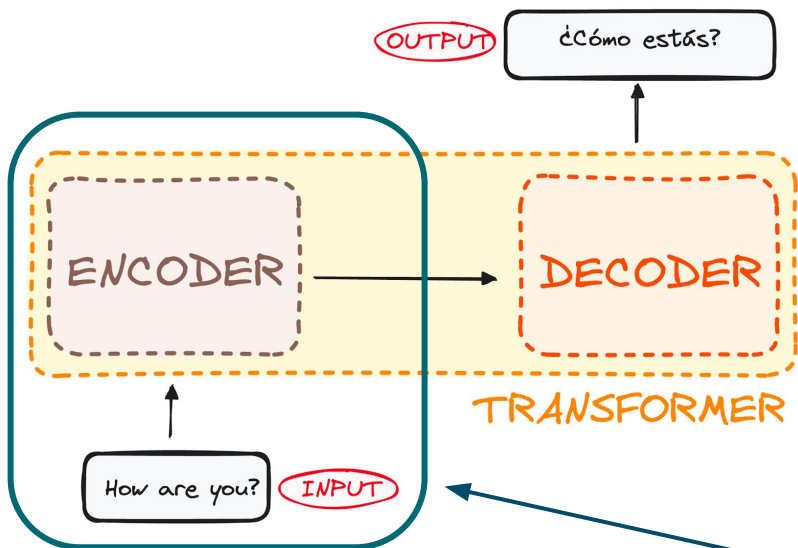 OUTPUT
¿Cómo estás?
ENCODER
DECODER
TRANSFORMER
How are you?
INPUT